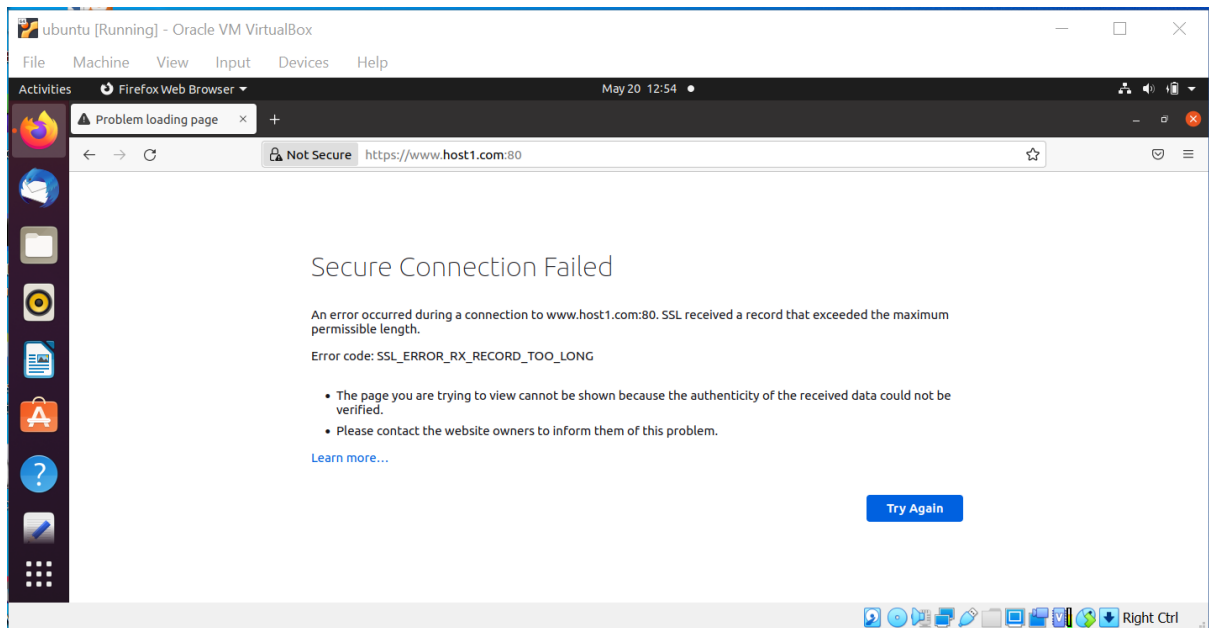 ubuntu [Running] - Oracle VM VirtualBox
File Machine View Input Devices Help
Activities Firefox Web Browser May 20 12:54
Problem loading page
Not Secure https://www.host1.com:80
Secure Connection Failed
An error occurred during a connection to www.host1.com:80. SSL received a record that exceeded the maximum
permissible length.
Error code: SSL_ERROR_RX_RECORD_TOO_LONG
The page you are trying to view cannot be shown because the authenticity of the received data could not be
verified.
Please contact the website owners to inform them of this problem.
Learn more…
Try Again
Right Ctrl